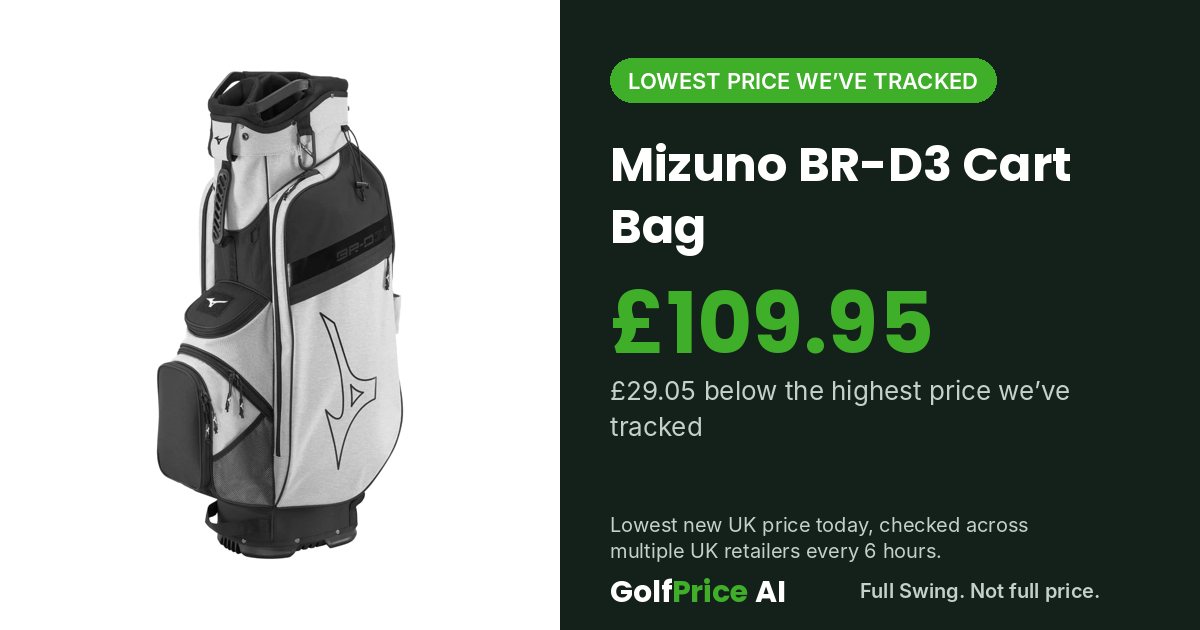 BR-D3
LOWEST PRICE WE’VE TRACKED
Mizuno BR-D3 Cart
Bag
£109.95
£29.05 below the highest price we’ve
tracked
Lowest new UK price today, checked across
multiple UK retailers every 6 hours.
GolfPrice AI
Full Swing. Not full price.